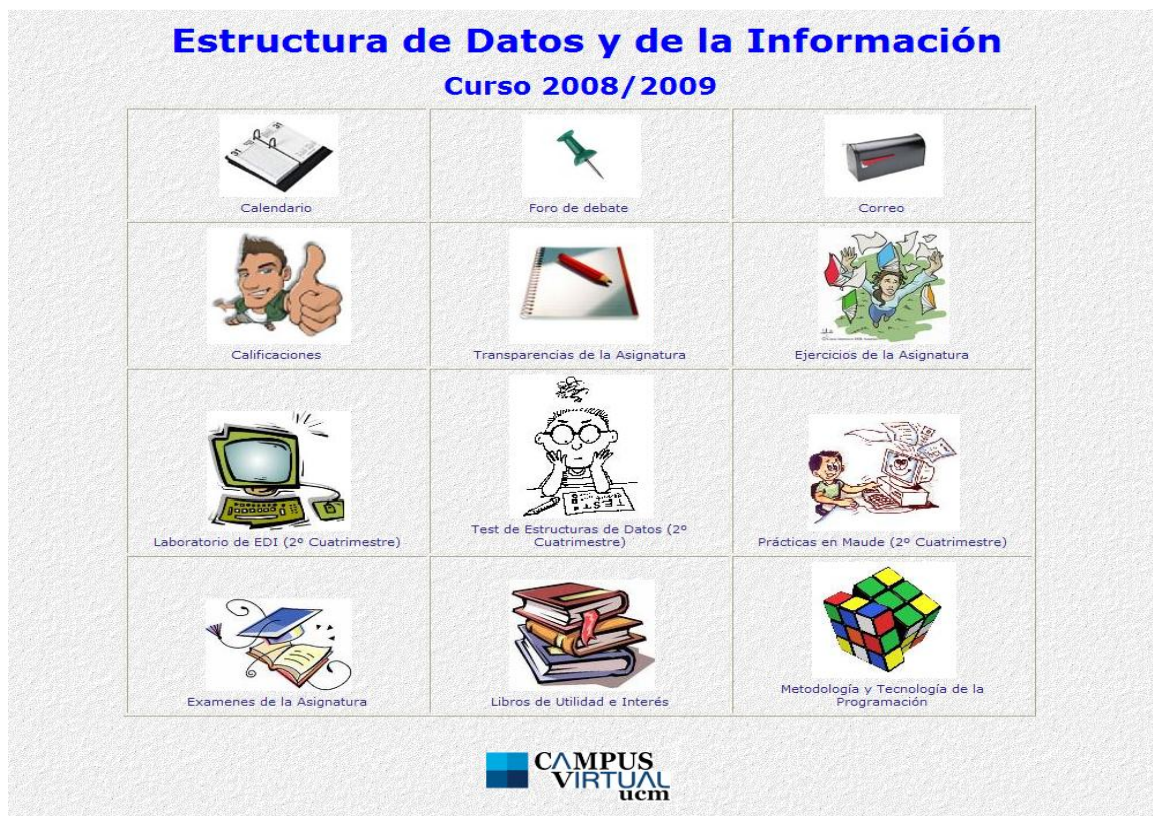 Estructura de Datos y de la Información
Curso 2008/2009
Calendario
Foro de debate
Correo
Calificaciones
Transparencias de la Asignatura
Ejercicios de la Asignatura
Laboratorio de EDI (2º Cuatrimestre)
TEST
Test de Estructuras de Datos (2º
Cuatrimestre)
Prácticas en Maude (2º Cuatrimestre)
Examenes de la Asignatura
Libros de Utilidad e Interés
Metodología y Tecnología de la
Programación
CAMPUS
VIRTUAL
ucm